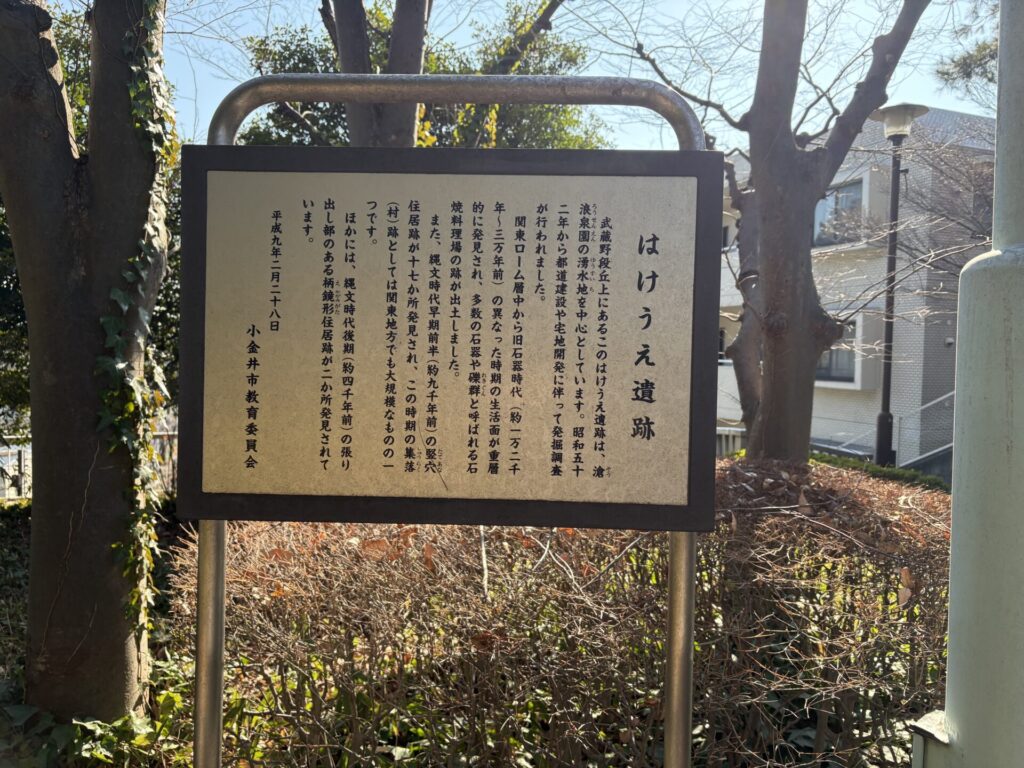 はけうえ遺跡
武蔵野段丘上にあるこのはけうえ遺跡は、滄
浪泉園の湧水地を中心としています。昭和五十
二年から都道建設や宅地開発に伴って発掘調査
が行われました。
関東ローム層中から旧石器時代(約一万二千
年〜三万年前)の異なった時期の生活面が重層
的に発見され、多数の石器や礫群と呼ばれる石
焼料理場の跡が出土しました。
また、縄文時代早期前半(約九千年前)の竪穴
住居跡が十七か所発見され、この時期の集落
(村)跡としては関東地方でも大規模なものの一
つです。
ほかには、縄文時代後期(約四千年前)の張り
出し部のある柄鏡形住居跡が二か所発見されて
います。
平成九年二月二十八日
小金井市教育委員会